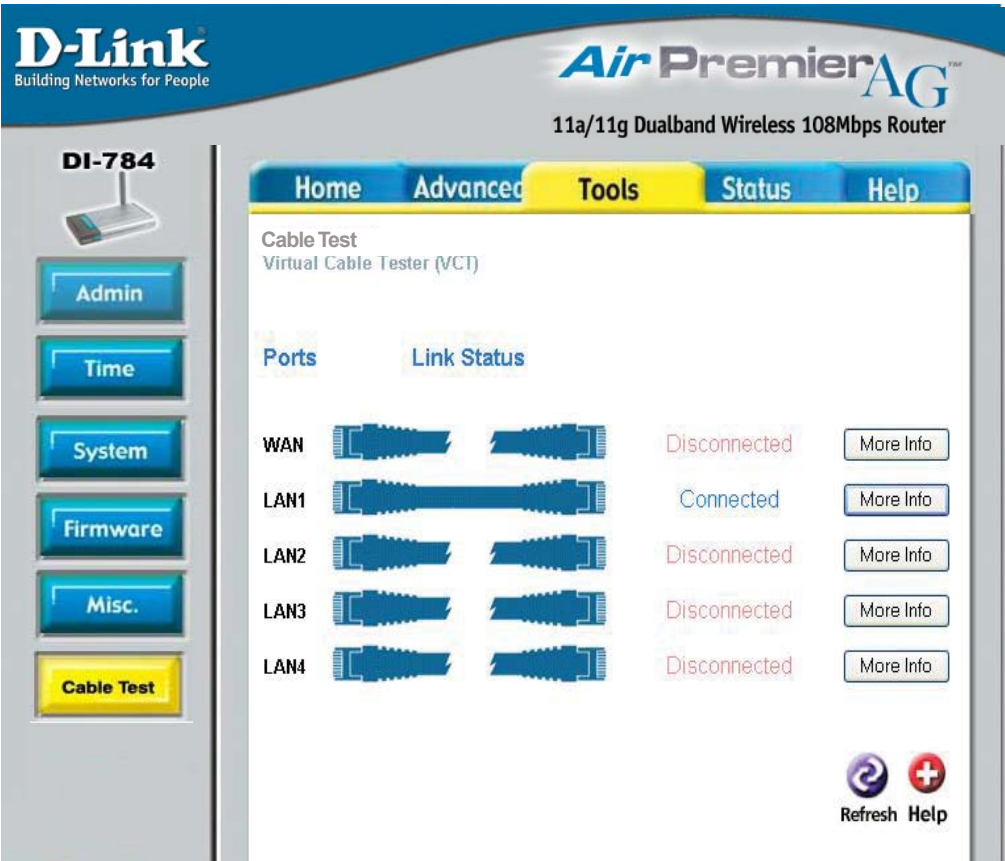 D-Link
Building Networks for People
Air Premier AG™
11a/11g Dualband Wireless 108Mbps Router
DI-784
Home Advanced Tools Status Help
Cable Test
Virtual Cable Tester (VCT)
Admin
Time
System
Firmware
Misc.
Cable Test
Ports Link Status
WAN Disconnected More Info
LAN1 Connected More Info
LAN2 Disconnected More Info
LAN3 Disconnected More Info
LAN4 Disconnected More Info
Refresh Help